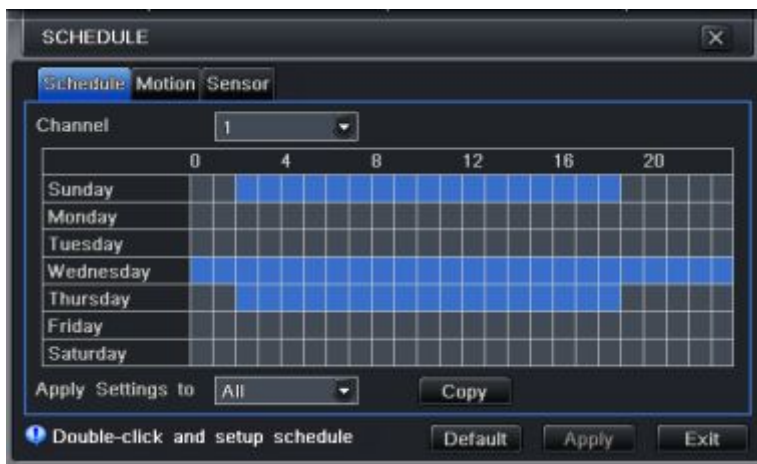 SCHEDULE
Schedule Motion Sensor
Channel 1
0 4 8 12 16 20
Sunday
Monday
Tuesday
Wednesday
Thursday
Friday
Saturday
Apply Settings to All Copy
Double-click and setup schedule Default Apply Exit